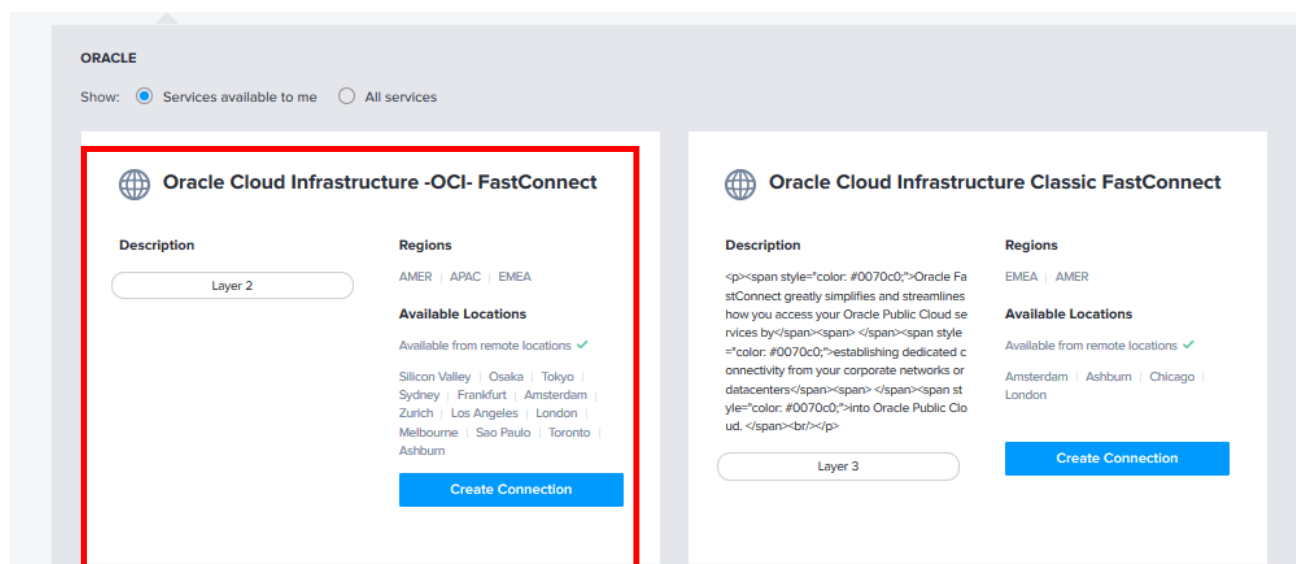 ORACLE
Show: Services available to me All services
Oracle Cloud Infrastructure -OCI- FastConnect
Description
Layer 2
Regions
AMER | APAC | EMEA
Available Locations
Available from remote locations
Silicon Valley | Osaka | Tokyo |
Sydney | Frankfurt | Amsterdam |
Zurich | Los Angeles | London |
Melbourne | Sao Paulo | Toronto |
Ashburn
Create Connection
Oracle Cloud Infrastructure Classic FastConnect
Description
<p><span style="color: #0070c0;">Oracle Fa
stConnect greatly simplifies and streamlines
how you access your Oracle Public Cloud se
rvices by</span><span> </span><span style
="color: #0070c0;">establishing dedicated c
onnectivity from your corporate networks or
datacenters</span><span> </span><span st
yle="color: #0070c0;">into Oracle Public Clo
ud. </span><br/></p>
Layer 3
Regions
EMEA | AMER
Available Locations
Available from remote locations
Amsterdam | Ashburn | Chicago |
London
Create Connection